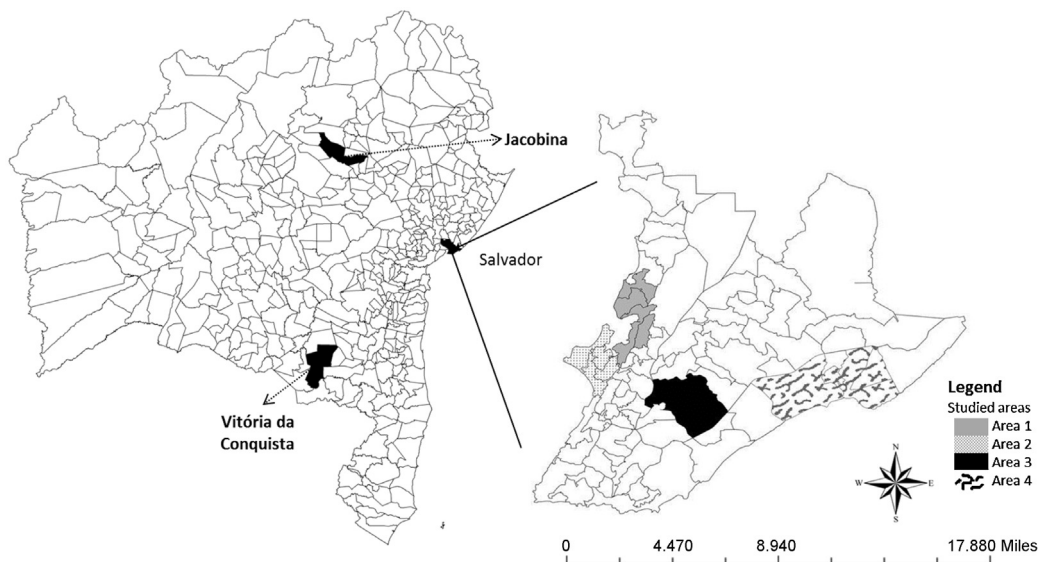 Jacobina
Salvador
Vitória da
Conquista
Legend
Studied areas
Area 1
Area 2
Area 3
Area 4
N
W E
S
0 4.470 8.940 17.880 Miles